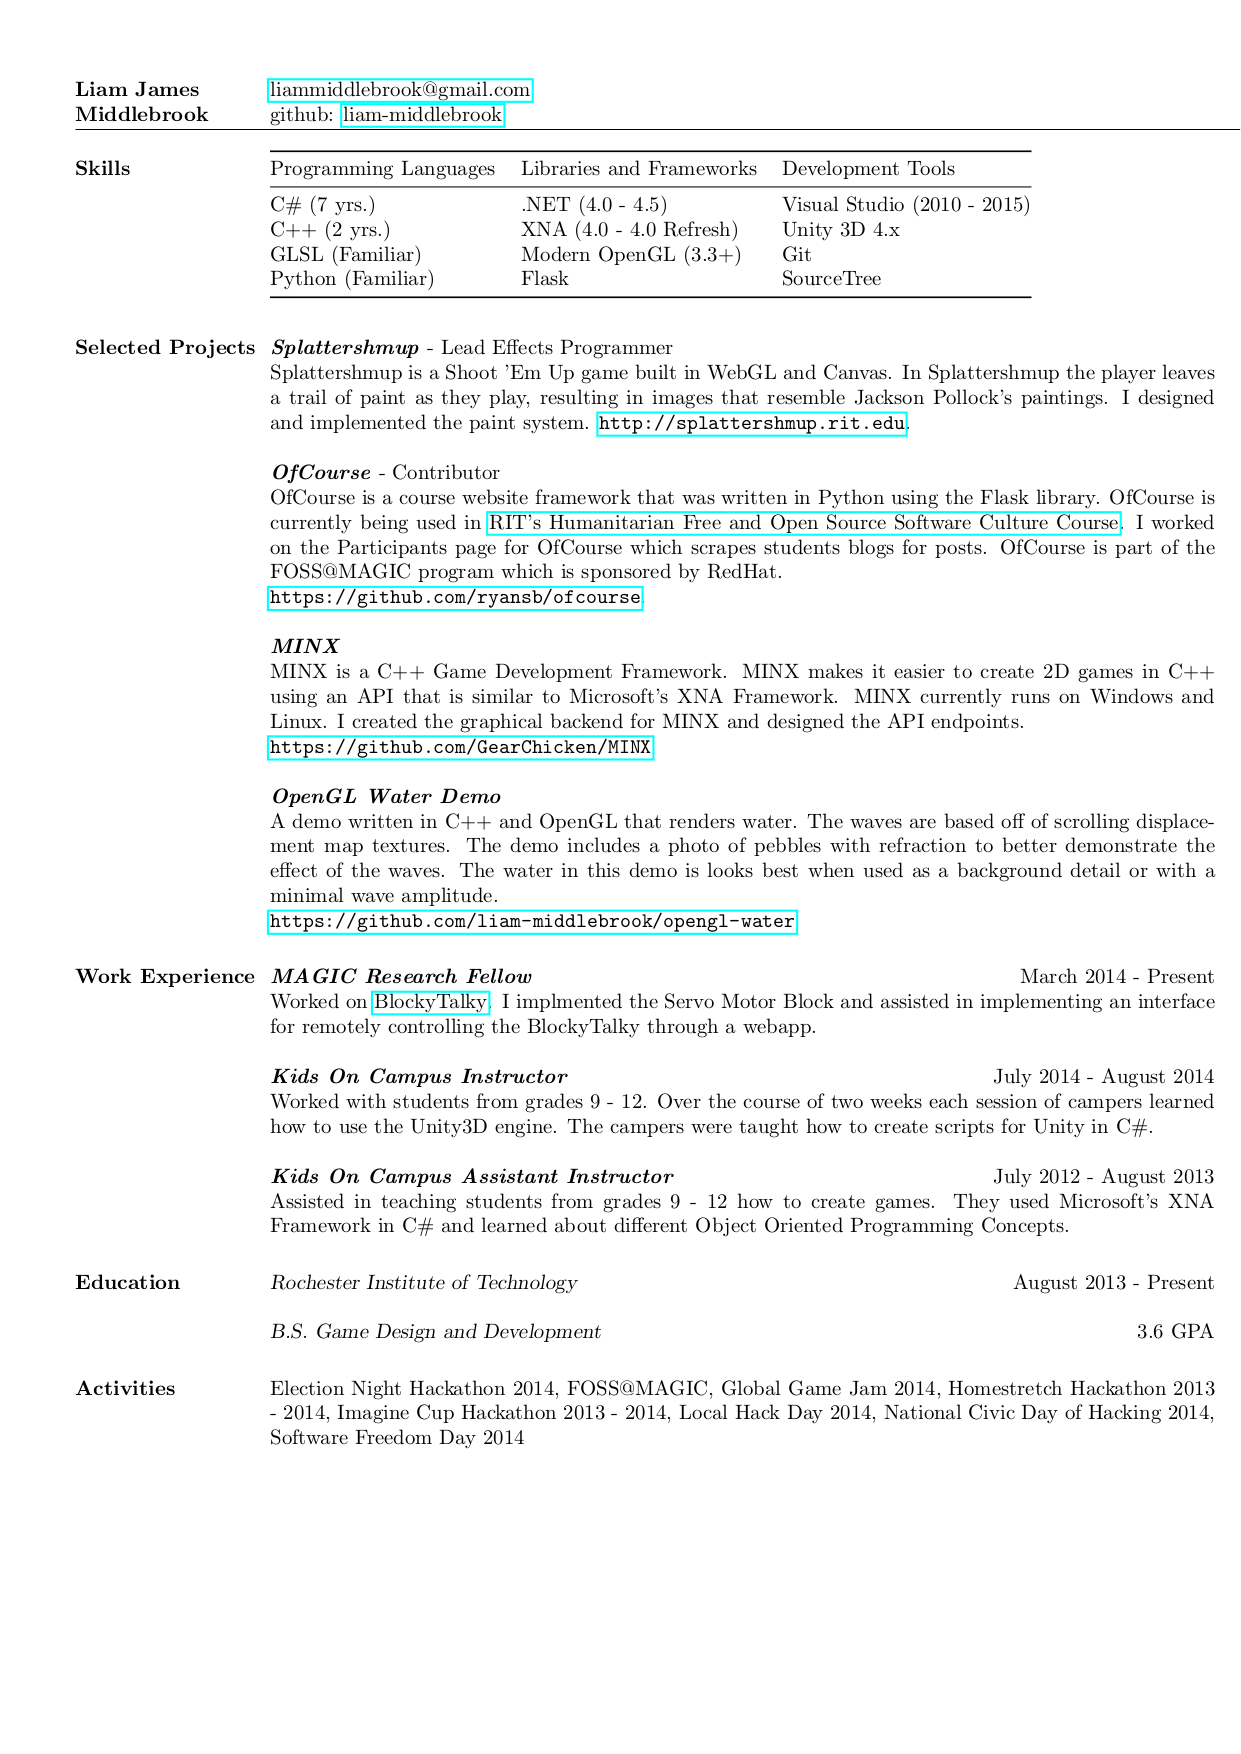 Liam James liammiddlebrook@gmail.com
Middlebrook github: liam-middlebrook
Skills Programming Languages Libraries and Frameworks Development Tools
C# (7 yrs.) .NET (4.0 - 4.5) Visual Studio (2010 - 2015)
C++ (2 yrs.) XNA (4.0 - 4.0 Refresh) Unity 3D 4.x
GLSL (Familiar) Modern OpenGL (3.3+) Git
Python (Familiar) Flask SourceTree
Selected Projects Splattershmup - Lead Effects Programmer
Splattershmup is a Shoot 'Em Up game built in WebGL and Canvas. In Splattershmup the player leaves
a trail of paint as they play, resulting in images that resemble Jackson Pollock's paintings. I designed
and implemented the paint system. http://splattershmup.rit.edu.
OfCourse - Contributor
OfCourse is a course website framework that was written in Python using the Flask library. OfCourse is
currently being used in RIT's Humanitarian Free and Open Source Software Culture Course. I worked
on the Participants page for OfCourse which scrapes students blogs for posts. OfCourse is part of the
FOSS@MAGIC program which is sponsored by RedHat.
https://github.com/ryansb/ofcourse
MINX
MINX is a C++ Game Development Framework. MINX makes it easier to create 2D games in C++
using an API that is similar to Microsoft's XNA Framework. MINX currently runs on Windows and
Linux. I created the graphical backend for MINX and designed the API endpoints.
https://github.com/GearChicken/MINX
OpenGL Water Demo
A demo written in C++ and OpenGL that renders water. The waves are based off of scrolling displace-
ment map textures. The demo includes a photo of pebbles with refraction to better demonstrate the
effect of the waves. The water in this demo is looks best when used as a background detail or with a
minimal wave amplitude.
https://github.com/liam-middlebrook/opengl-water
Work Experience MAGIC Research Fellow March 2014 - Present
Worked on BlockyTalky. I implmented the Servo Motor Block and assisted in implementing an interface
for remotely controlling the BlockyTalky through a webapp.
Kids On Campus Instructor July 2014 - August 2014
Worked with students from grades 9 - 12. Over the course of two weeks each session of campers learned
how to use the Unity3D engine. The campers were taught how to create scripts for Unity in C#.
Kids On Campus Assistant Instructor July 2012 - August 2013
Assisted in teaching students from grades 9 - 12 how to create games. They used Microsoft's XNA
Framework in C# and learned about different Object Oriented Programming Concepts.
Education Rochester Institute of Technology August 2013 - Present
B.S. Game Design and Development 3.6 GPA
Activities Election Night Hackathon 2014, FOSS@MAGIC, Global Game Jam 2014, Homestretch Hackathon 2013
- 2014, Imagine Cup Hackathon 2013 - 2014, Local Hack Day 2014, National Civic Day of Hacking 2014,
Software Freedom Day 2014